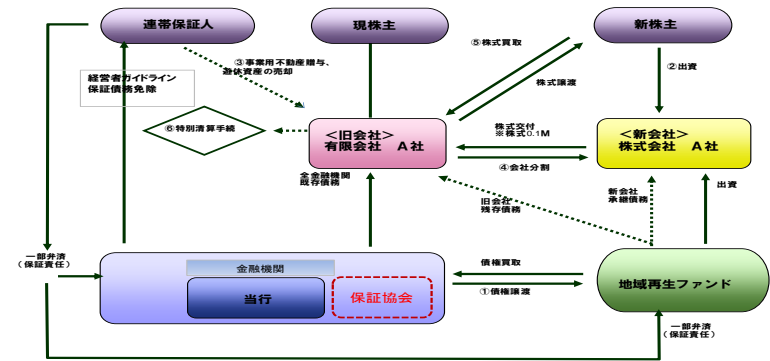 連帯保証人
現株主
新株主
⑤株式買取
③事業用不動産贈与、
遊休資産の売却
②出資
経営者ガイドライン
保証債務免除
株式譲渡
⑥特別清算手続
＜旧会社＞
有限会社　A社
株式交付
※株式0.1M
＜新会社＞
株式会社　A社
④会社分割
全金融機関
既存債務
旧会社
残存債務
新会社
承継債務
出資
一部弁済
（保証責任）
金融機関
当行
保証協会
債権買取
①債権譲渡
地域再生ファンド
一部弁済
（保証責任）